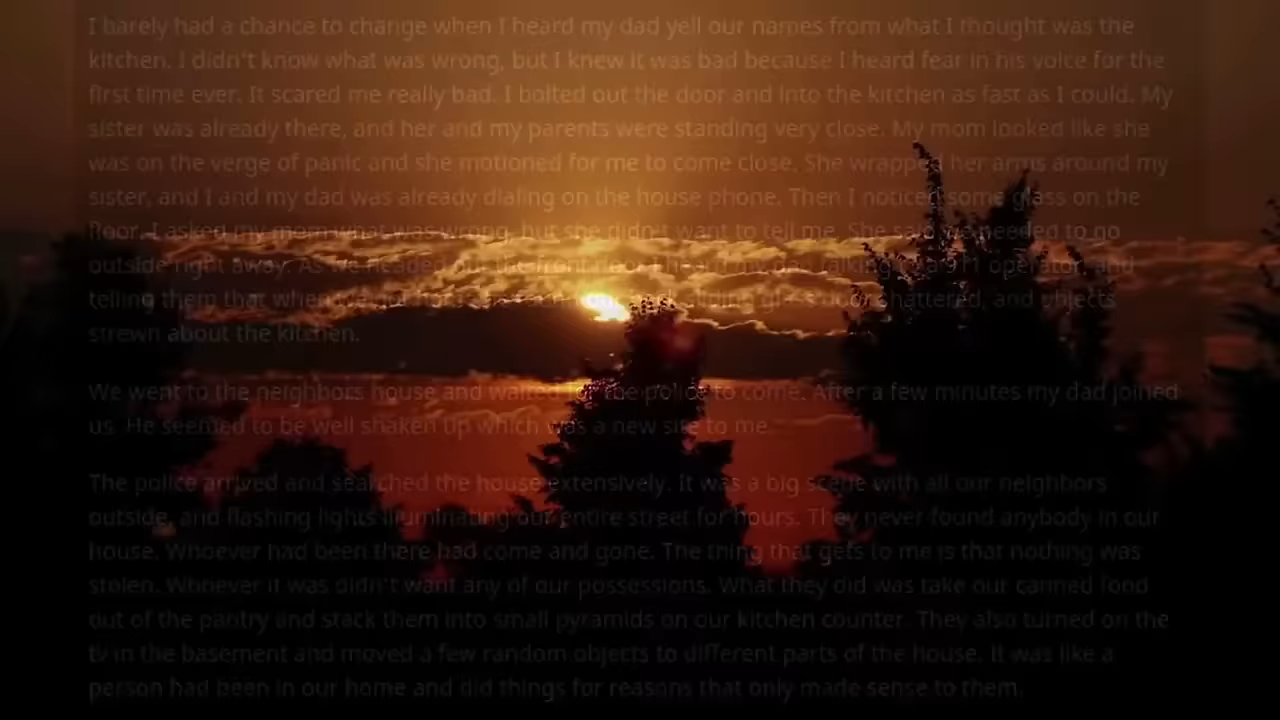 I barely had a chance to change when I heard my dad yell our names from what I thought was the
kitchen. I didn't know what was wrong, but I knew it was bad because I heard fear in his voice for the
first time ever. It scared me really bad. I bolted out the door and into the kitchen as fast as I could. My
sister was already there, and her and my parents were standing very close. My mom looked like she
was on the verge of panic and she motioned for me to come close. She wrapped her arms around my
sister, and I and my dad was already dialing on the house phone. Then I noticed some glass on the
floor. I asked my mom what was wrong, but she didn't want to tell me. She said we needed to go
outside right away. As we headed for the front door
telling them that glass door shattered, and objects
strewn about the kitchen.
We went to the neighbors house and waited for the police to come. After a few minutes my dad joined
us. He seemed to be well shaken up which was a new site to me.
The police arrived and searched the house extensively. It was a big scene with all our neighbors
outside, and flashing lights illuminating our entire street for hours. They never found anybody in our
house. Whoever had been there had come and gone. The thing that gets to me is that nothing was
stolen. Whoever it was didn't want any of our possessions. What they did was take our canned food
out of the pantry and stack them into small pyramids on our kitchen counter. They also turned on the
tv in the basement and moved a few random objects to different parts of the house. It was like a
person had been in our home and did things for reasons that only made sense to them.